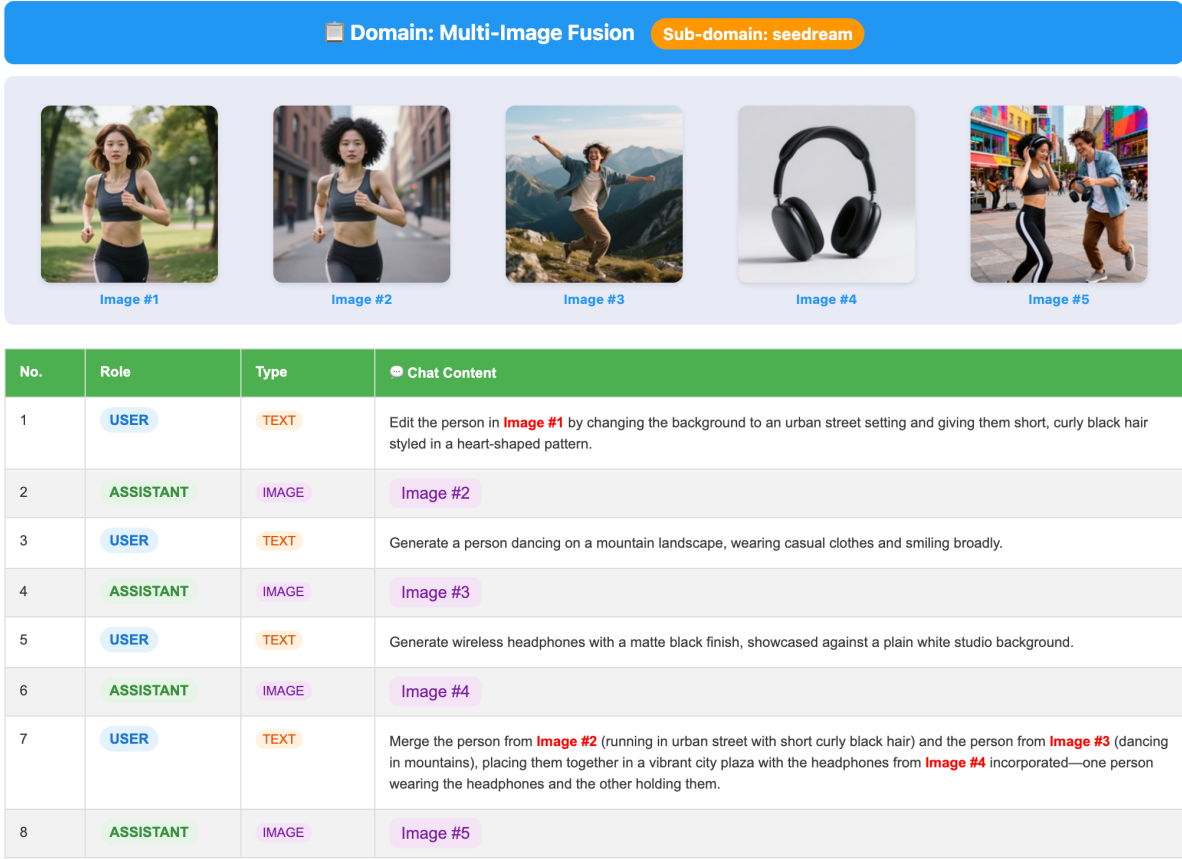 📋 Domain: Multi-Image Fusion Sub-domain: seedream
Image #1 Image #2 Image #3 Image #4 Image #5
No. Role Type 💬 Chat Content
1 USER TEXT Edit the person in Image #1 by changing the background to an urban street setting and giving them short, curly black hair
styled in a heart-shaped pattern.
2 ASSISTANT IMAGE Image #2
3 USER TEXT Generate a person dancing on a mountain landscape, wearing casual clothes and smiling broadly.
4 ASSISTANT IMAGE Image #3
5 USER TEXT Generate wireless headphones with a matte black finish, showcased against a plain white studio background.
6 ASSISTANT IMAGE Image #4
7 USER TEXT Merge the person from Image #2 (running in urban street with short curly black hair) and the person from Image #3 (dancing
in mountains), placing them together in a vibrant city plaza with the headphones from Image #4 incorporated—one person
wearing the headphones and the other holding them.
8 ASSISTANT IMAGE Image #5